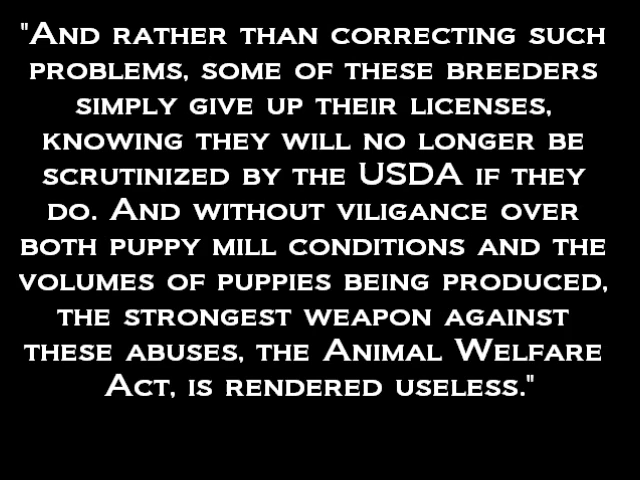 "And rather than correcting such
problems, some of these breeders
simply give up their licenses,
knowing they will no longer be
scrutinized by the USDA if they
do. And without viligance over
both puppy mill conditions and the
volumes of puppies being produced,
the strongest weapon against
these abuses, the Animal Welfare
Act, is rendered useless."